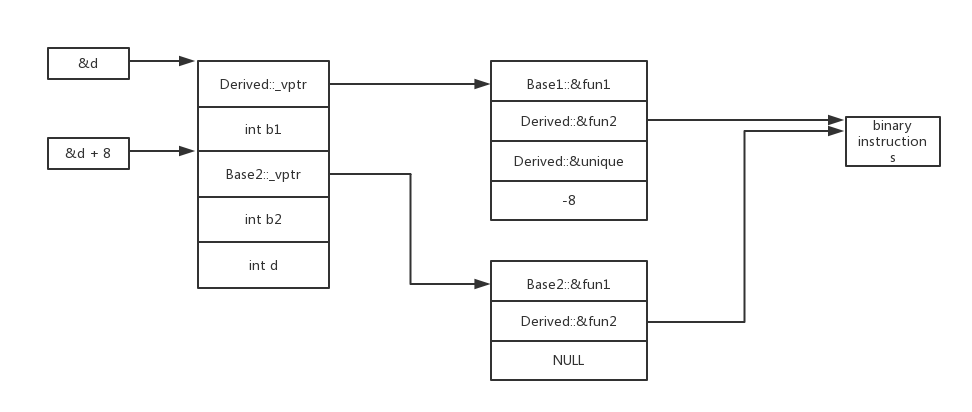 &d
&d + 8
Derived::_vptr
int b1
Base2::_vptr
int b2
int d
Base1::&fun1
Derived::&fun2
Derived::&unique
-8
Base2::&fun1
Derived::&fun2
NULL
binary
instruction
s